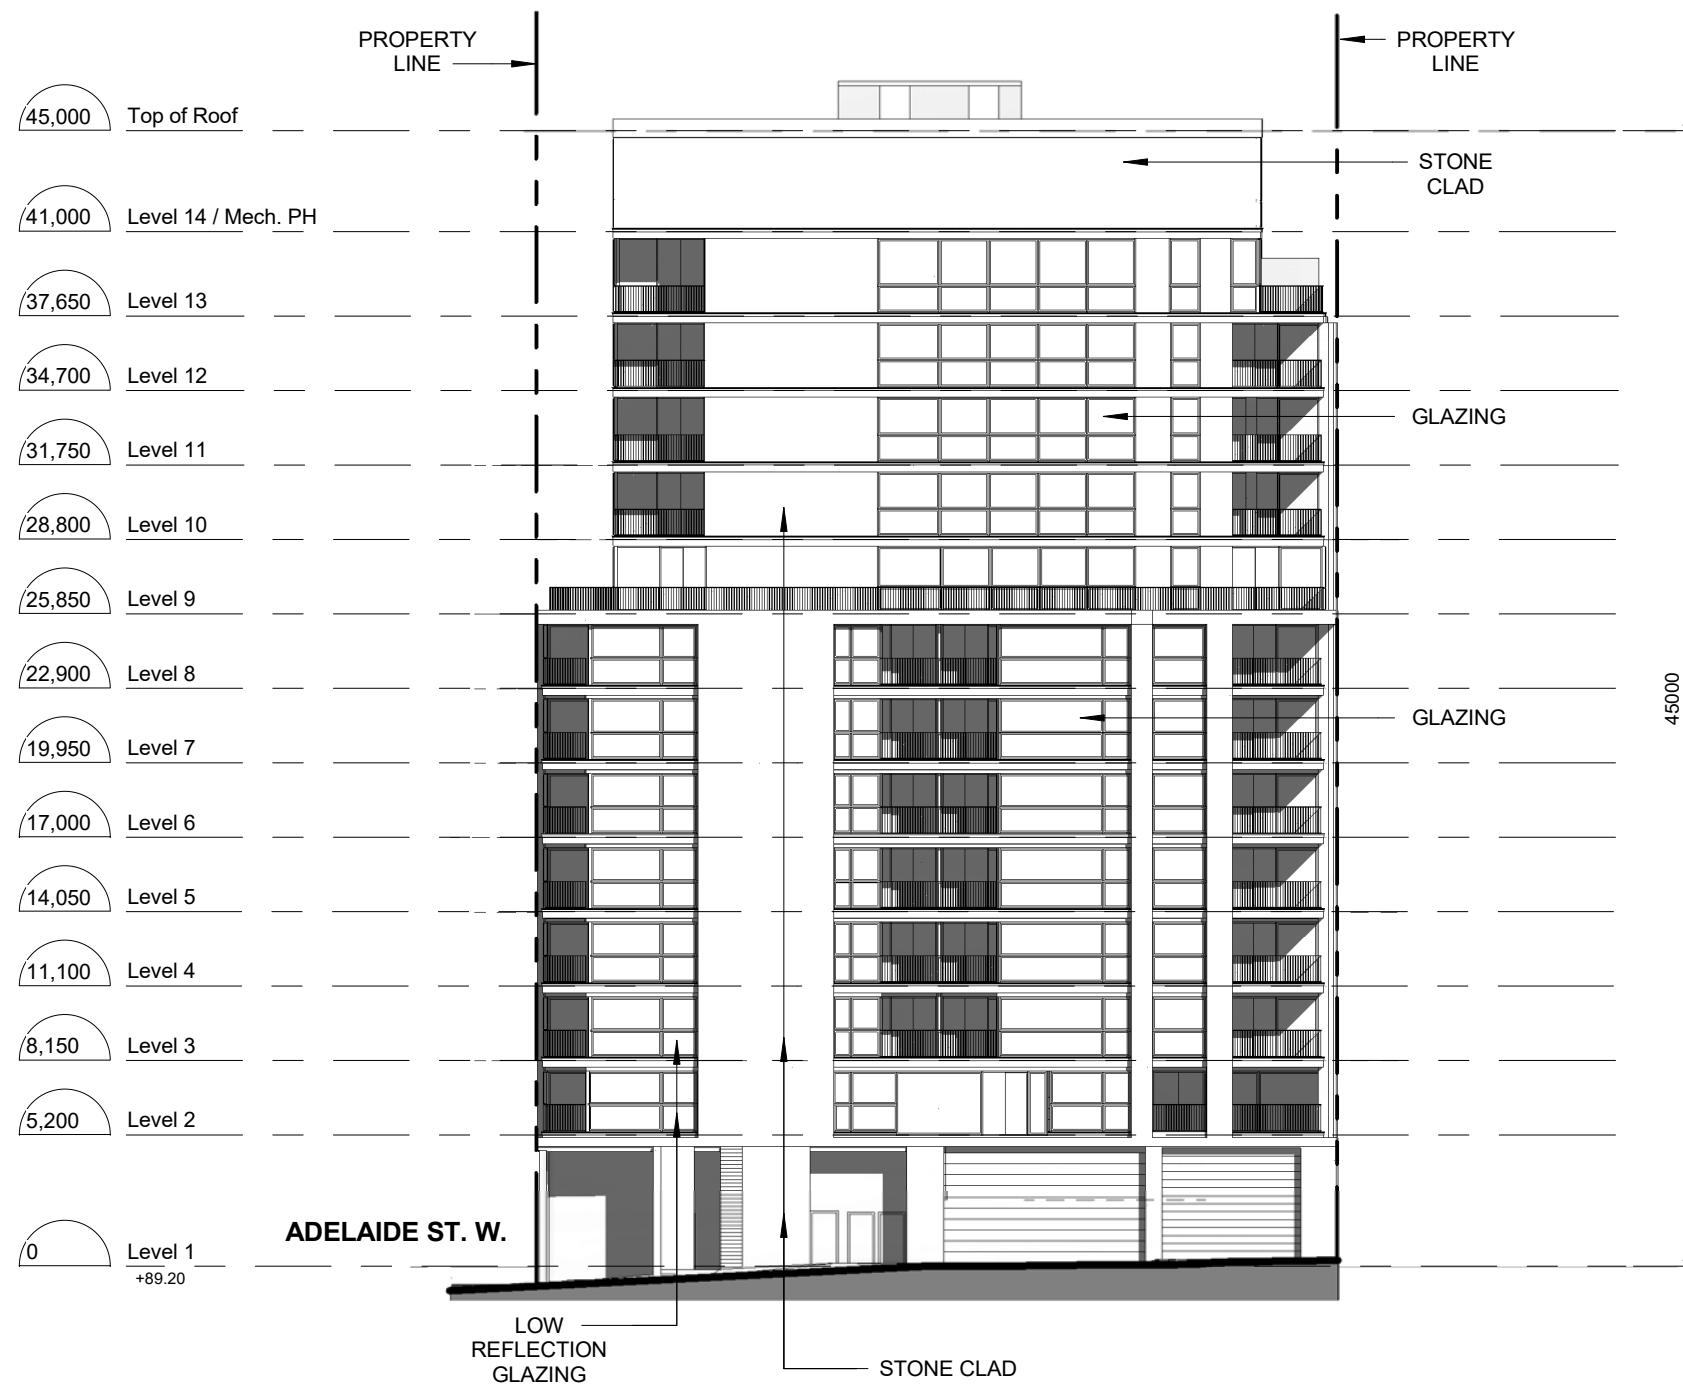 PROPERTY
LINE
PROPERTY
LINE
45,000 Top of Roof
STONE
CLAD
41,000 Level 14 / Mech. PH
37,650 Level 13
34,700 Level 12
GLAZING
31,750 Level 11
28,800 Level 10
25,850 Level 9
22,900 Level 8
45000
GLAZING
19,950 Level 7
17,000 Level 6
14,050 Level 5
11,100 Level 4
8,150 Level 3
5,200 Level 2
ADELAIDE ST. W.
0 Level 1
+89.20
LOW
REFLECTION
GLAZING
STONE CLAD